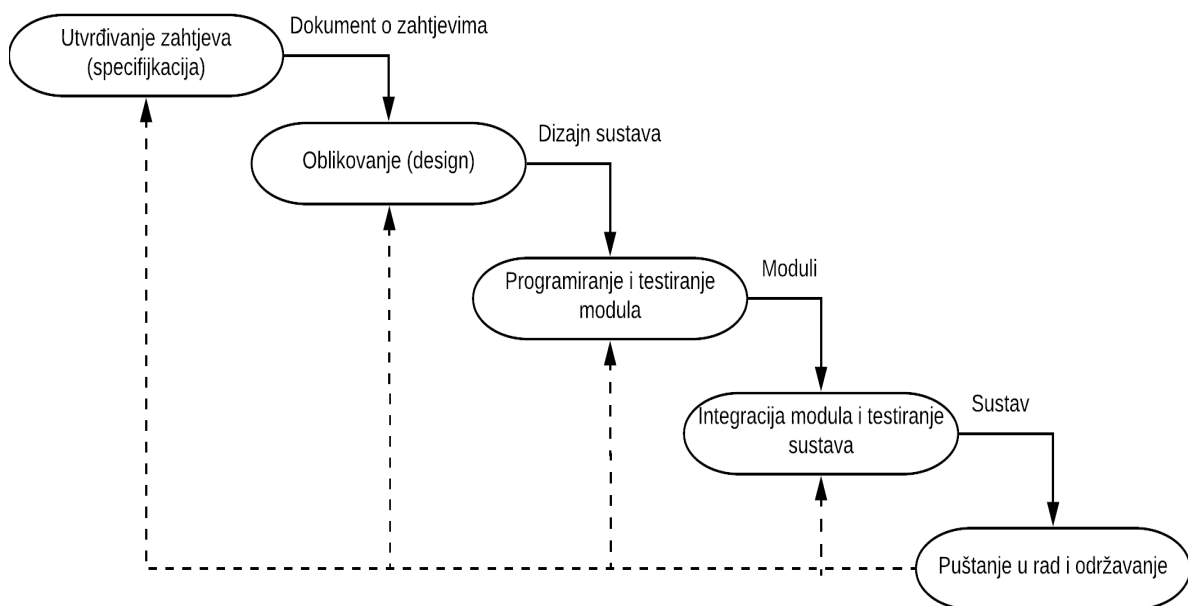 Utvrđivanje zahtjeva
(specifijkacija)
Dokument o zahtjevima
Oblikovanje (design)
Dizajn sustava
Programiranje i testiranje
modula
Moduli
Integracija modula i testiranje
sustava
Sustav
Puštanje u rad i održavanje